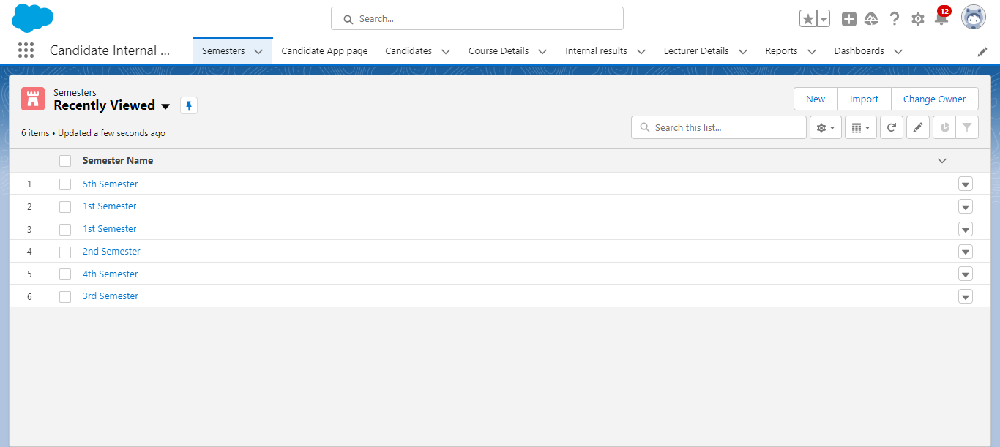 Search...
12
Candidate Internal ...
Semesters
Candidate App page
Candidates
Course Details
Internal results
Lecturer Details
Reports
Dashboards
Semesters
Recently Viewed
New
Import
Change Owner
6 items • Updated a few seconds ago
Search this list...
Semester Name
1 5th Semester
2 1st Semester
3 1st Semester
4 2nd Semester
5 4th Semester
6 3rd Semester